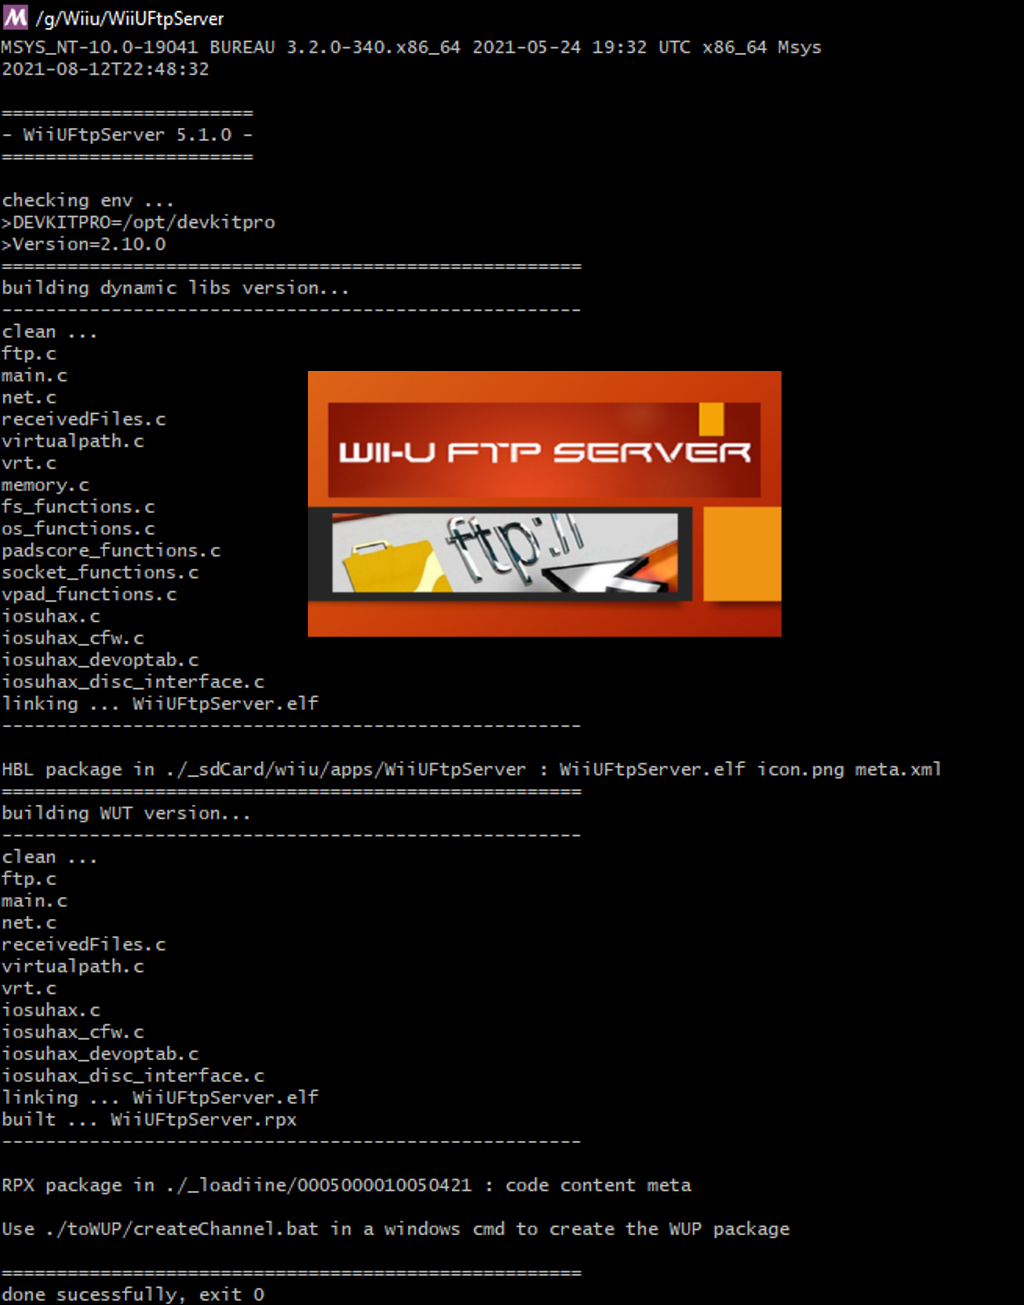 /g/Wiiu/WiiUFtpServer
MSYS_NT-10.0-19041 BUREAU 3.2.0-340.x86_64 2021-05-24 19:32 UTC x86_64 Msys
2021-08-12T22:48:32
=======================
- WiiUFtpServer 5.1.0 -
=======================
checking env ...
>DEVKITPRO=/opt/devkitpro
>Version=2.10.0
=====================================================
building dynamic libs version...
-----------------------------------------------------
clean ...
ftp.c
main.c
net.c
receivedFiles.c
virtualpath.c
vrt.c
memory.c
fs_functions.c
os_functions.c
padscore_functions.c
socket_functions.c
vpad_functions.c
iosuhax.c
iosuhax_cfw.c
iosuhax_devoptab.c
iosuhax_disc_interface.c
linking ... WiiUFtpServer.elf
-----------------------------------------------------
WII-U FTP SERVER
ftp://
HBL package in ./_sdCard/wiiu/apps/WiiUFtpServer : WiiUFtpServer.elf icon.png meta.xml
=====================================================
building WUT version...
-----------------------------------------------------
clean ...
ftp.c
main.c
net.c
receivedFiles.c
virtualpath.c
vrt.c
iosuhax.c
iosuhax_cfw.c
iosuhax_devoptab.c
iosuhax_disc_interface.c
linking ... WiiUFtpServer.elf
built ... WiiUFtpServer.rpx
-----------------------------------------------------
RPX package in ./_loadiine/0005000010050421 : code content meta
Use ./toWUP/createChannel.bat in a windows cmd to create the WUP package
=====================================================
done sucessfully, exit 0